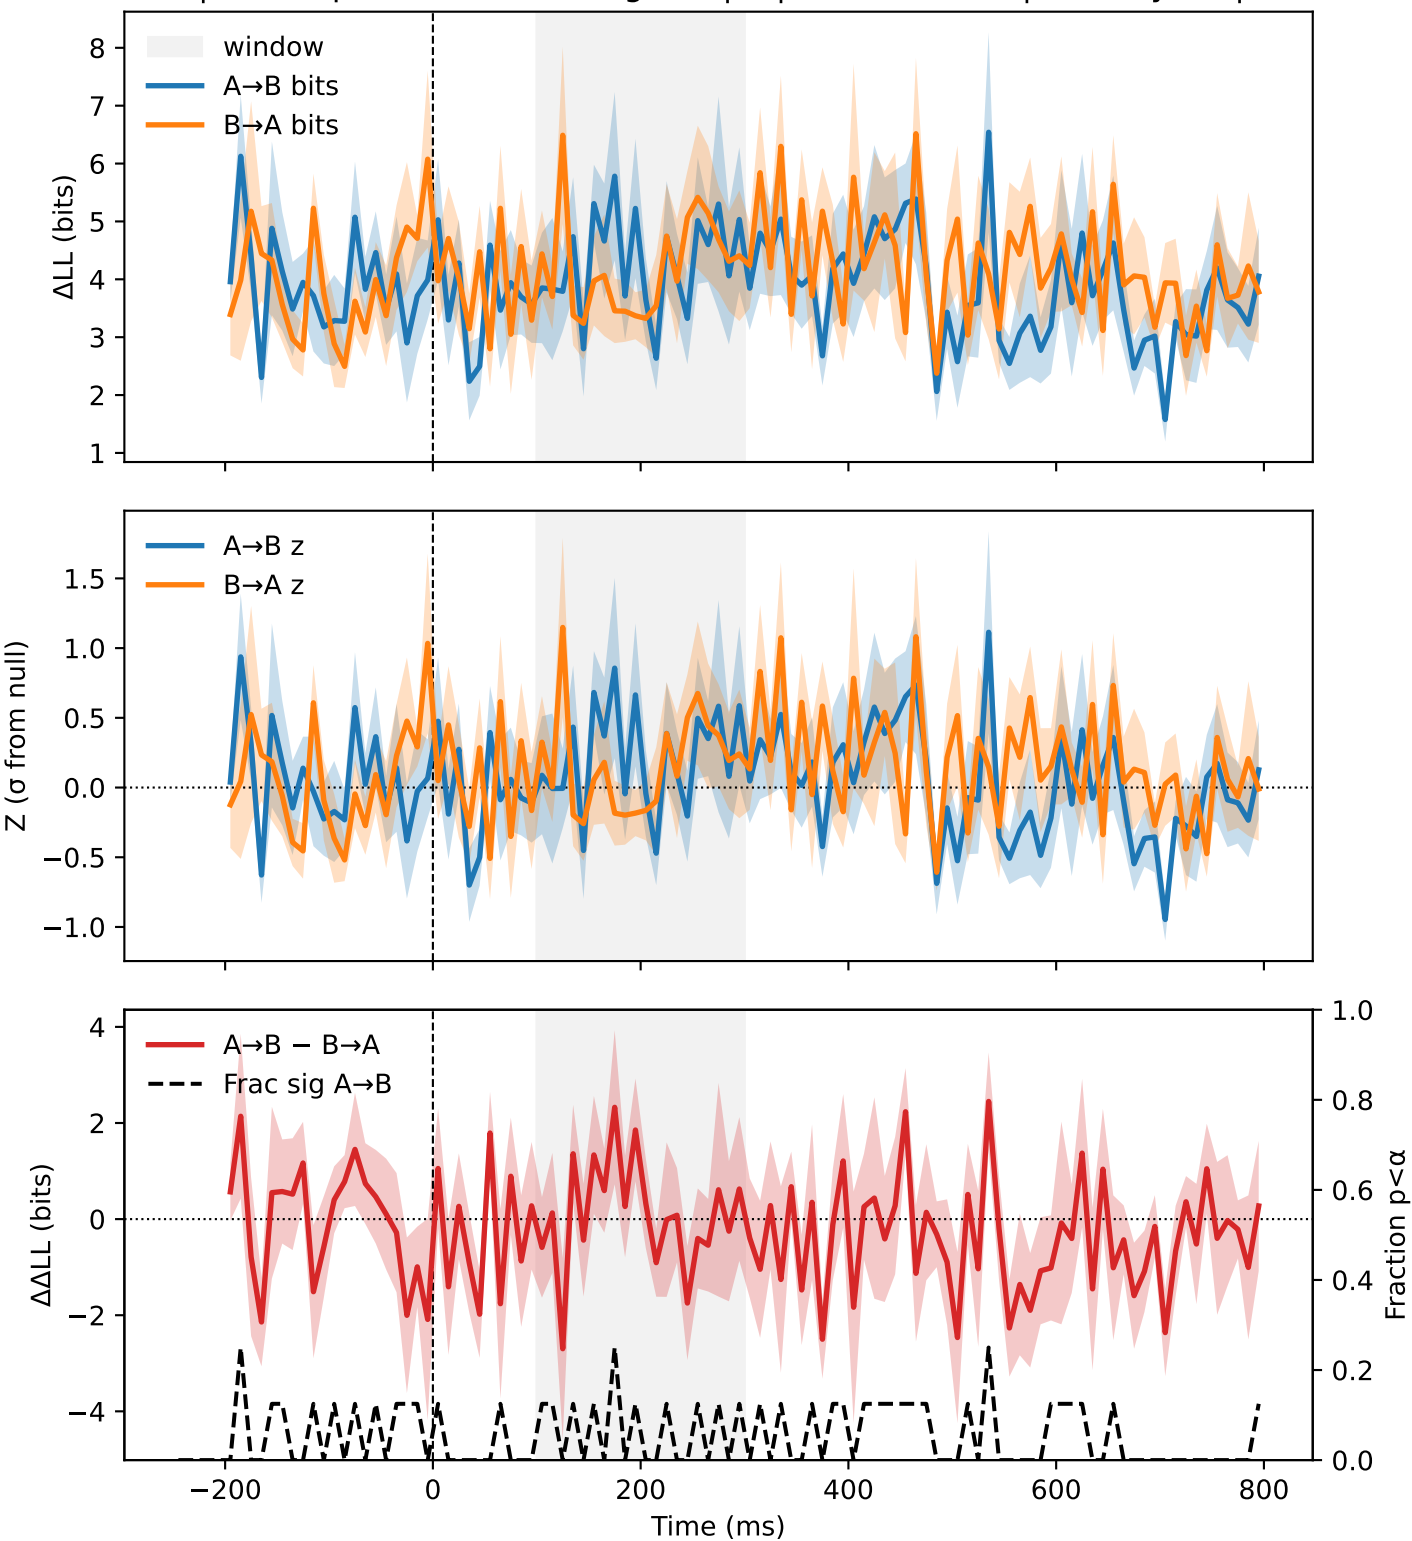 window
A→B bits
B→A bits
ΔLL (bits)
8
7
6
5
4
3
2
1
A→B z
B→A z
Z (σ from null)
1.5
1.0
0.5
0.0
−0.5
−1.0
A→B − B→A
Frac sig A→B
ΔΔLL (bits)
4
2
0
−2
−4
1.0
0.8
0.6
0.4
0.2
0.0
Fraction p<α
−200
0
200
400
600
800
Time (ms)